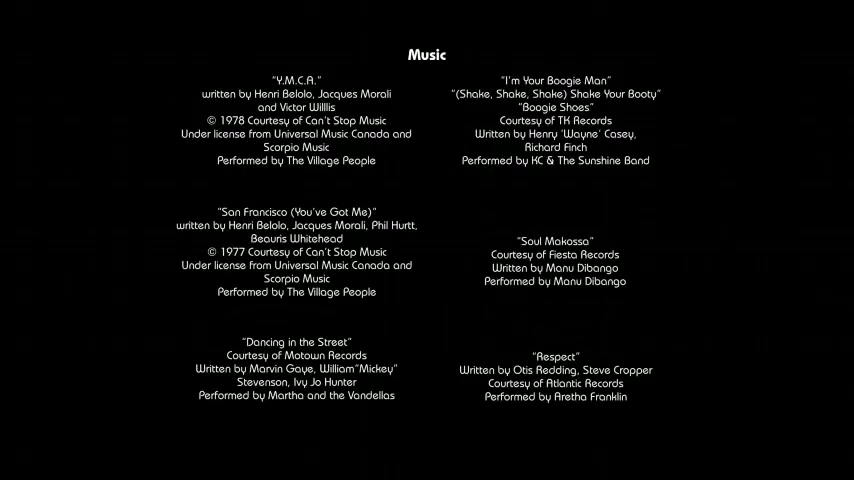 Music
"Y.M.C.A."
written by Henri Belolo, Jacques Morali
and Victor Willlis
© 1978 Courtesy of Can't Stop Music
Under license from Universal Music Canada and
Scorpio Music
Performed by The Village People
"San Francisco (You've Got Me)"
written by Henri Belolo, Jacques Morali, Phil Hurtt,
Beauris Whitehead
© 1977 Courtesy of Can't Stop Music
Under license from Universal Music Canada and
Scorpio Music
Performed by The Village People
"Dancing in the Street"
Courtesy of Motown Records
Written by Marvin Gaye, William"Mickey"
Stevenson, Ivy Jo Hunter
Performed by Martha and the Vandellas
"I'm Your Boogie Man"
"(Shake, Shake, Shake) Shake Your Booty"
"Boogie Shoes"
Courtesy of TK Records
Written by Henry 'Wayne' Casey,
Richard Finch
Performed by KC & The Sunshine Band
"Soul Makossa"
Courtesy of Fiesta Records
Written by Manu Dibango
Performed by Manu Dibango
"Respect"
Written by Otis Redding, Steve Cropper
Courtesy of Atlantic Records
Performed by Aretha Franklin